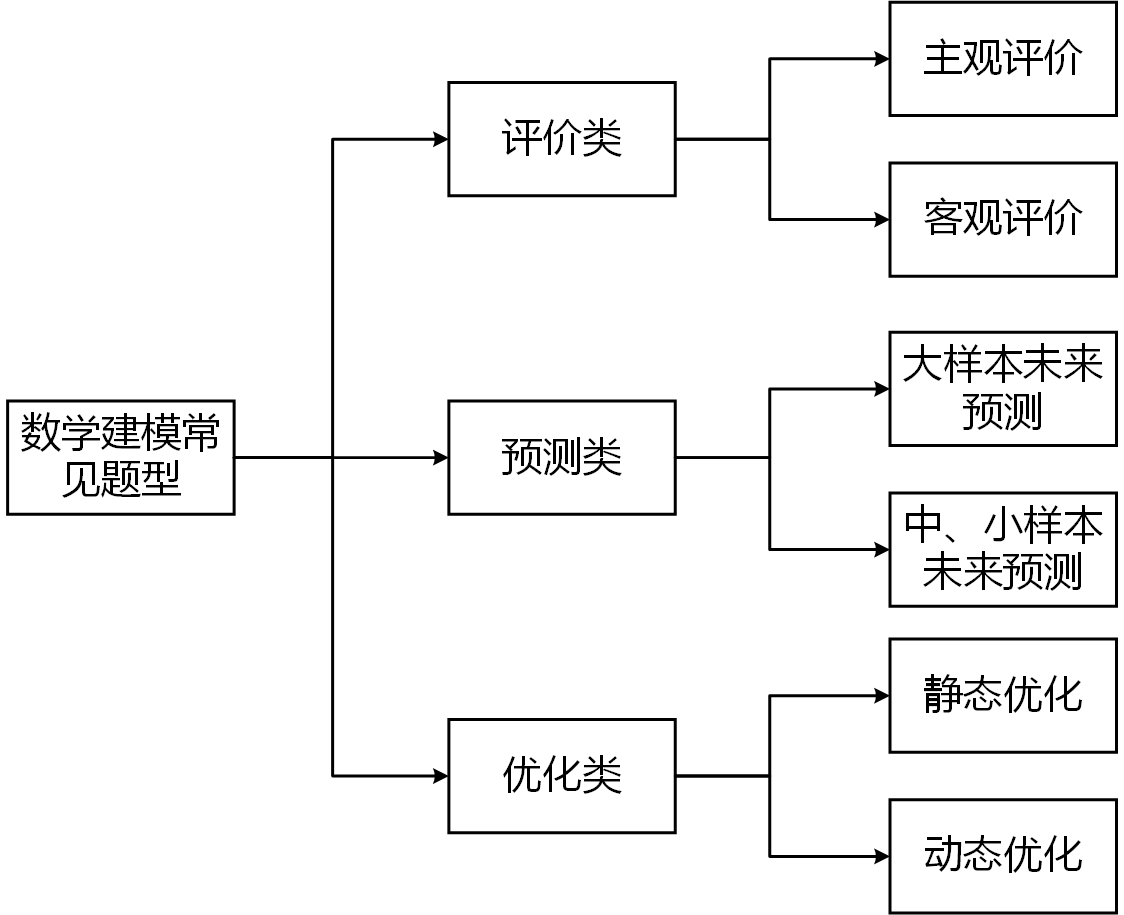 数学建模常
见题型
评价类
主观评价
客观评价
预测类
大样本未来
预测
中、小样本
未来预测
优化类
静态优化
动态优化